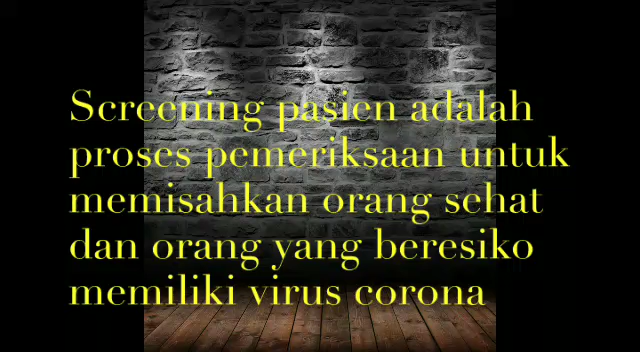 Screening pasien adalah
proses pemeriksaan untuk
memisahkan orang sehat
dan orang yang beresiko
memiliki virus corona